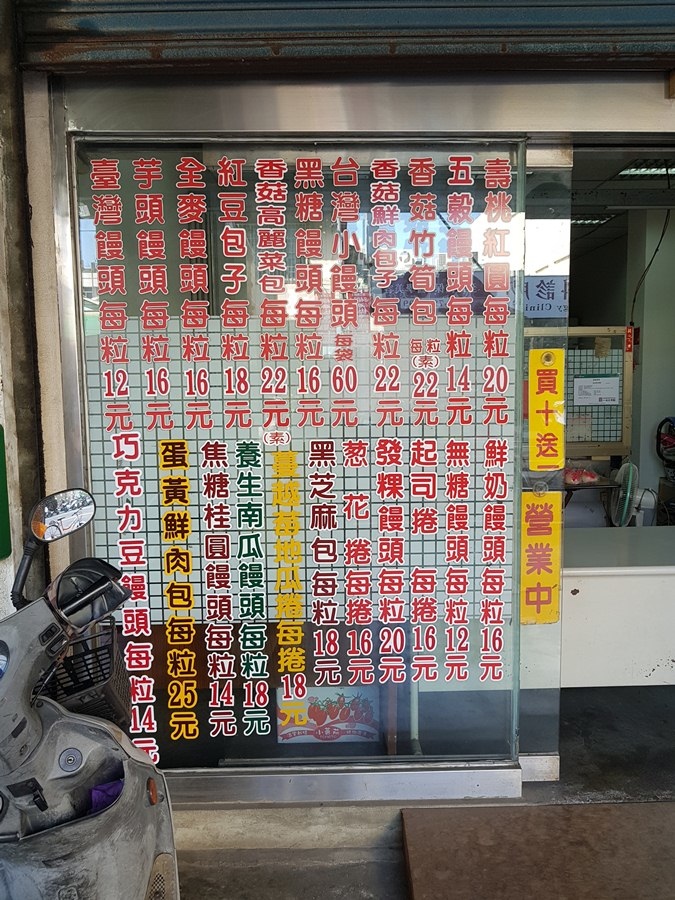 壽桃紅圓每粒20元
五穀饅頭每粒14元
香菇竹筍包每粒(素)22元
香菇鮮肉包子每粒22元
台灣小饅頭每袋60元
黑糖饅頭每粒16元
香菇高麗菜包每粒22元(素)
紅豆包子每粒18元
全麥饅頭每粒16元
芋頭饅頭每粒16元
臺灣饅頭每粒12元
鮮奶饅頭每粒16元
無糖饅頭每粒12元
起司捲 每捲16元
發粿饅頭每粒20元
葱花捲每捲16元
黑芝麻包每粒18元
蔓越莓地瓜捲每捲18元
養生南瓜饅頭每粒18元
焦糖桂圓饅頭每粒14元
蛋黃鮮肉包每粒25元
巧克力豆饅頭每粒14元
買十送一
營業中